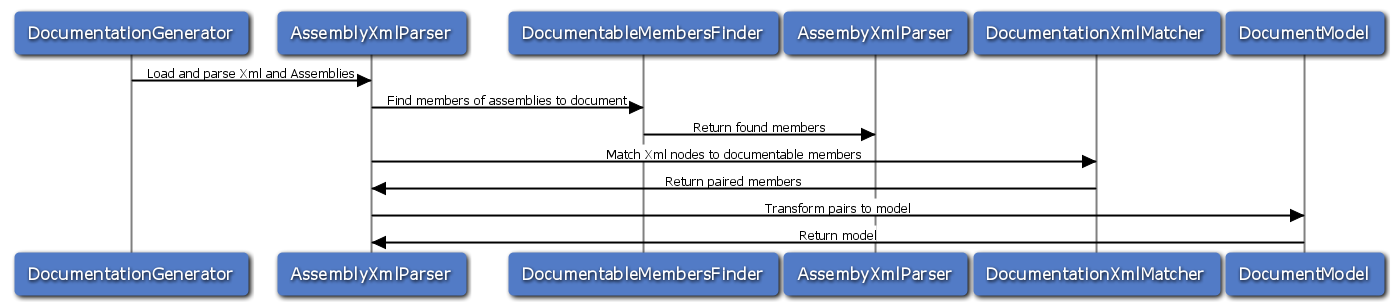 DocumentationGenerator
AssemblyXmlParser
DocumentableMembersFinder
AssembyXmlParser
DocumentationXmlMatcher
DocumentModel
Load and parse Xml and Assemblies
Find members of assemblies to document
Return found members
Match Xml nodes to documentable members
Return paired members
Transform pairs to model
Return model
DocumentationGenerator
AssemblyXmlParser
DocumentableMembersFinder
AssembyXmlParser
DocumentationXmlMatcher
DocumentModel